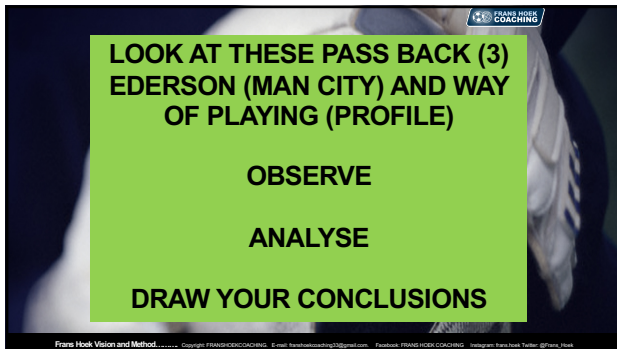 FRANS HOEK
COACHING
LOOK AT THESE PASS BACK (3)
EDERSON (MAN CITY) AND WAY
OF PLAYING (PROFILE)
OBSERVE
ANALYSE
DRAW YOUR CONCLUSIONS
Frans Hoek Vision and Method.......... Copyright: FRANSHOEKCOACHING. E-mail: franshoekcoaching33@gmail.com. Facebook: FRANS HOEK COACHING Instagram: frans.hoek Twitter: @Frans_Hoek